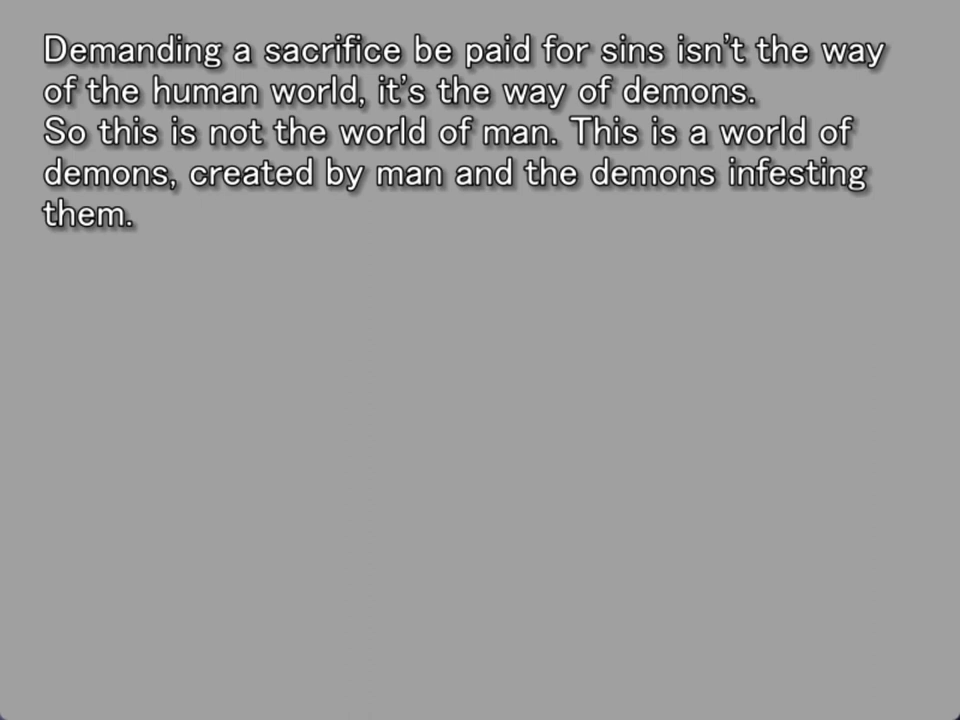 Demanding a sacrifice be paid for sins isn't the way
of the human world, it's the way of demons.
So this is not the world of man. This is a world of
demons, created by man and the demons infesting
them.